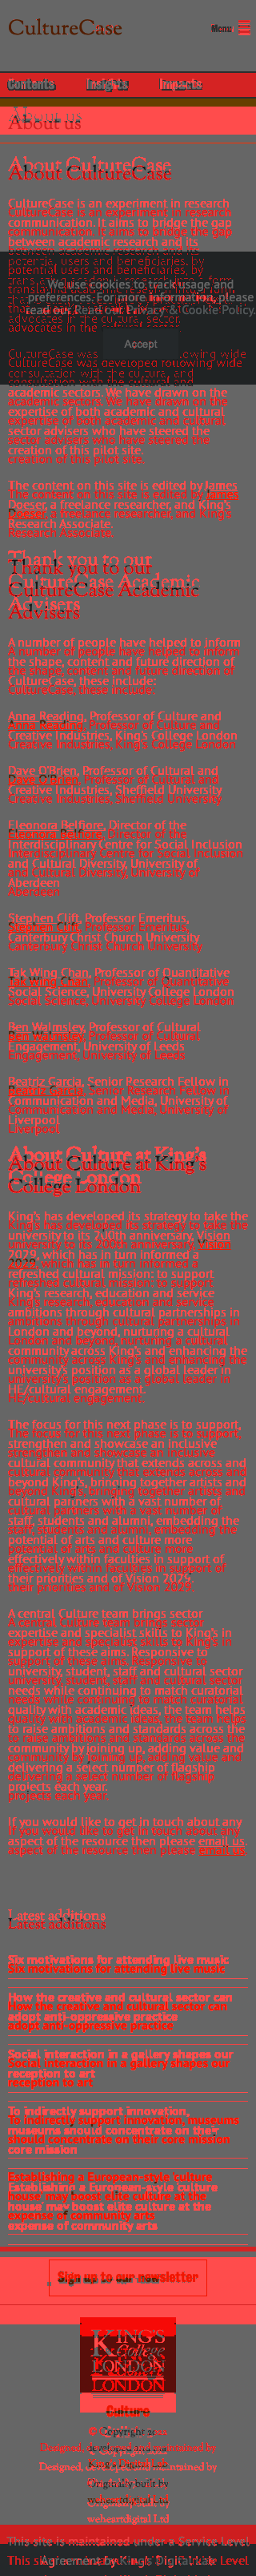 CultureCase
Menu
Contents Insights Impacts
About us
About CultureCase
CultureCase is an experiment in research
communication. It aims to bridge the gap
between academic research and its
potential users and beneficiaries, by
We use cookies to track usage and
preferences. For more information, please
read our Read our Privacy & Cookie Policy.
advocates in the cultural sector.
Accept
CultureCase was developed following wide
consultation with the cultural and
academic sectors. We have drawn on the
expertise of both academic and cultural
sector advisers who have steered the
creation of this pilot site.
The content on this site is edited by James
Doeser, a freelance researcher, and King's
Research Associate.
Thank you to our
CultureCase Academic
Advisers
A number of people have helped to inform
the shape, content and future direction of
CultureCase, these include:
Anna Reading, Professor of Culture and
Creative Industries, King's College London
Dave O'Brien, Professor of Cultural and
Creative Industries, Sheffield University
Eleonora Belfiore, Director of the
Interdisciplinary Centre for Social Inclusion
and Cultural Diversity, University of
Aberdeen
Stephen Clift, Professor Emeritus,
Canterbury Christ Church University
Tak Wing Chan, Professor of Quantitative
Social Science, University College London
Ben Walmsley, Professor of Cultural
Engagement, University of Leeds
Beatriz Garcia, Senior Research Fellow in
Communication and Media, University of
Liverpool
About Culture at King's
College London
King's has developed its strategy to take the
university to its 200th anniversary, Vision
2029, which has in turn informed a
refreshed cultural mission: to support
King's research, education and service
ambitions through cultural partnerships in
London and beyond, nurturing a cultural
community across King's and enhancing the
university's position as a global leader in
HE/cultural engagement.
The focus for this next phase is to support,
strengthen and showcase an inclusive
cultural community that extends across and
beyond King's, bringing together artists and
cultural partners with a vast number of
staff, students and alumni, embedding the
potential of arts and culture more
effectively within faculties in support of
their priorities and of Vision 2029.
A central Culture team brings sector
expertise and specialist skills to King's in
support of these aims. Responsive to
university, student, staff and cultural sector
needs while continuing to match curatorial
quality with academic ideas, the team helps
to raise ambitions and standards across the
community by joining up, adding value and
delivering a select number of flagship
projects each year.
If you would like to get in touch about any
aspect of the resource then please email us.
Latest additions
Six motivations for attending live music
How the creative and cultural sector can
adopt anti-oppressive practice
Social interaction in a gallery shapes our
reception to art
To indirectly support innovation, museums
should concentrate on their core mission
Establishing a European-style 'culture
house' may boost elite culture at the
expense of community arts
Sign up to our newsletter
KING'S
College
LONDON
Culture
Designed, developed and maintained by
King's Digital Lab
Originally built by
weheartdigital Ltd
This site is maintained under a Service Level
Agreement by King's Digital Lab